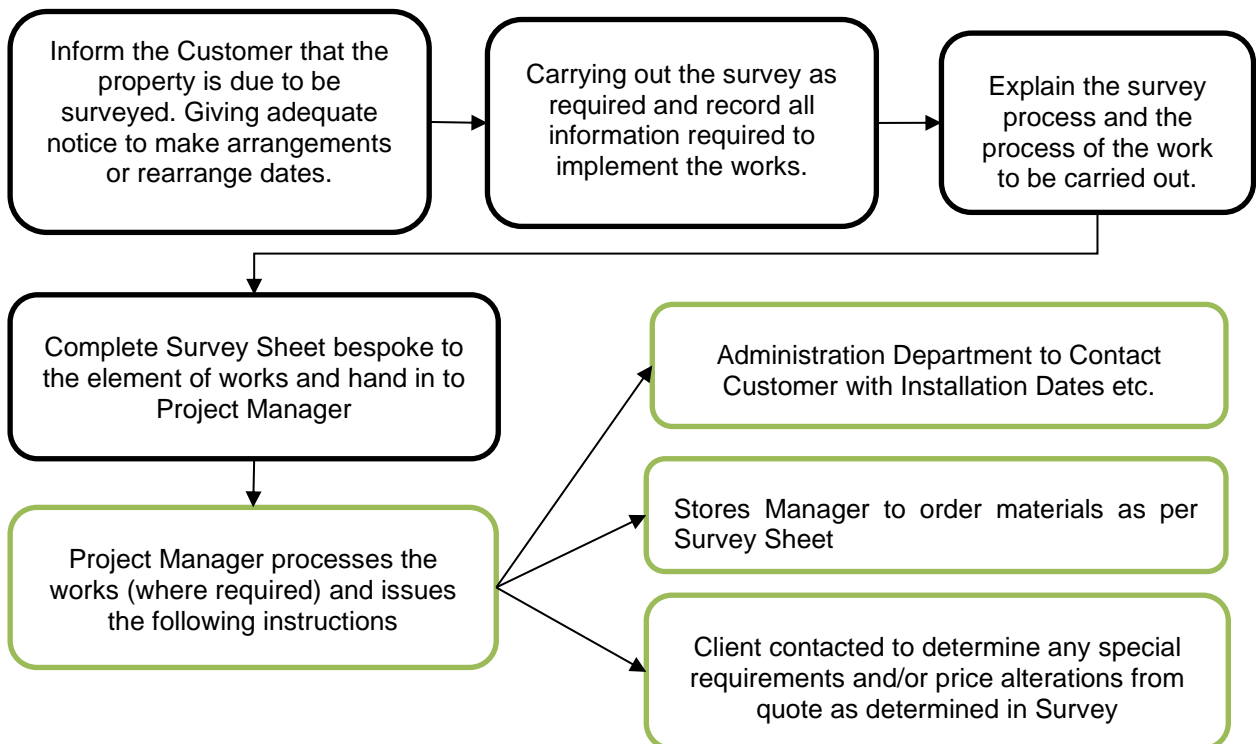 Inform the Customer that the
property is due to be
surveyed. Giving adequate
notice to make arrangements
or rearrange dates.
Carrying out the survey as
required and record all
information required to
implement the works.
Explain the survey
process and the
process of the work
to be carried out.
Complete Survey Sheet bespoke to
the element of works and hand in to
Project Manager
Project Manager processes the
works (where required) and issues
the following instructions
Administration Department to Contact
Customer with Installation Dates etc.
Stores Manager to order materials as per
Survey Sheet
Client contacted to determine any special
requirements and/or price alterations from
quote as determined in Survey